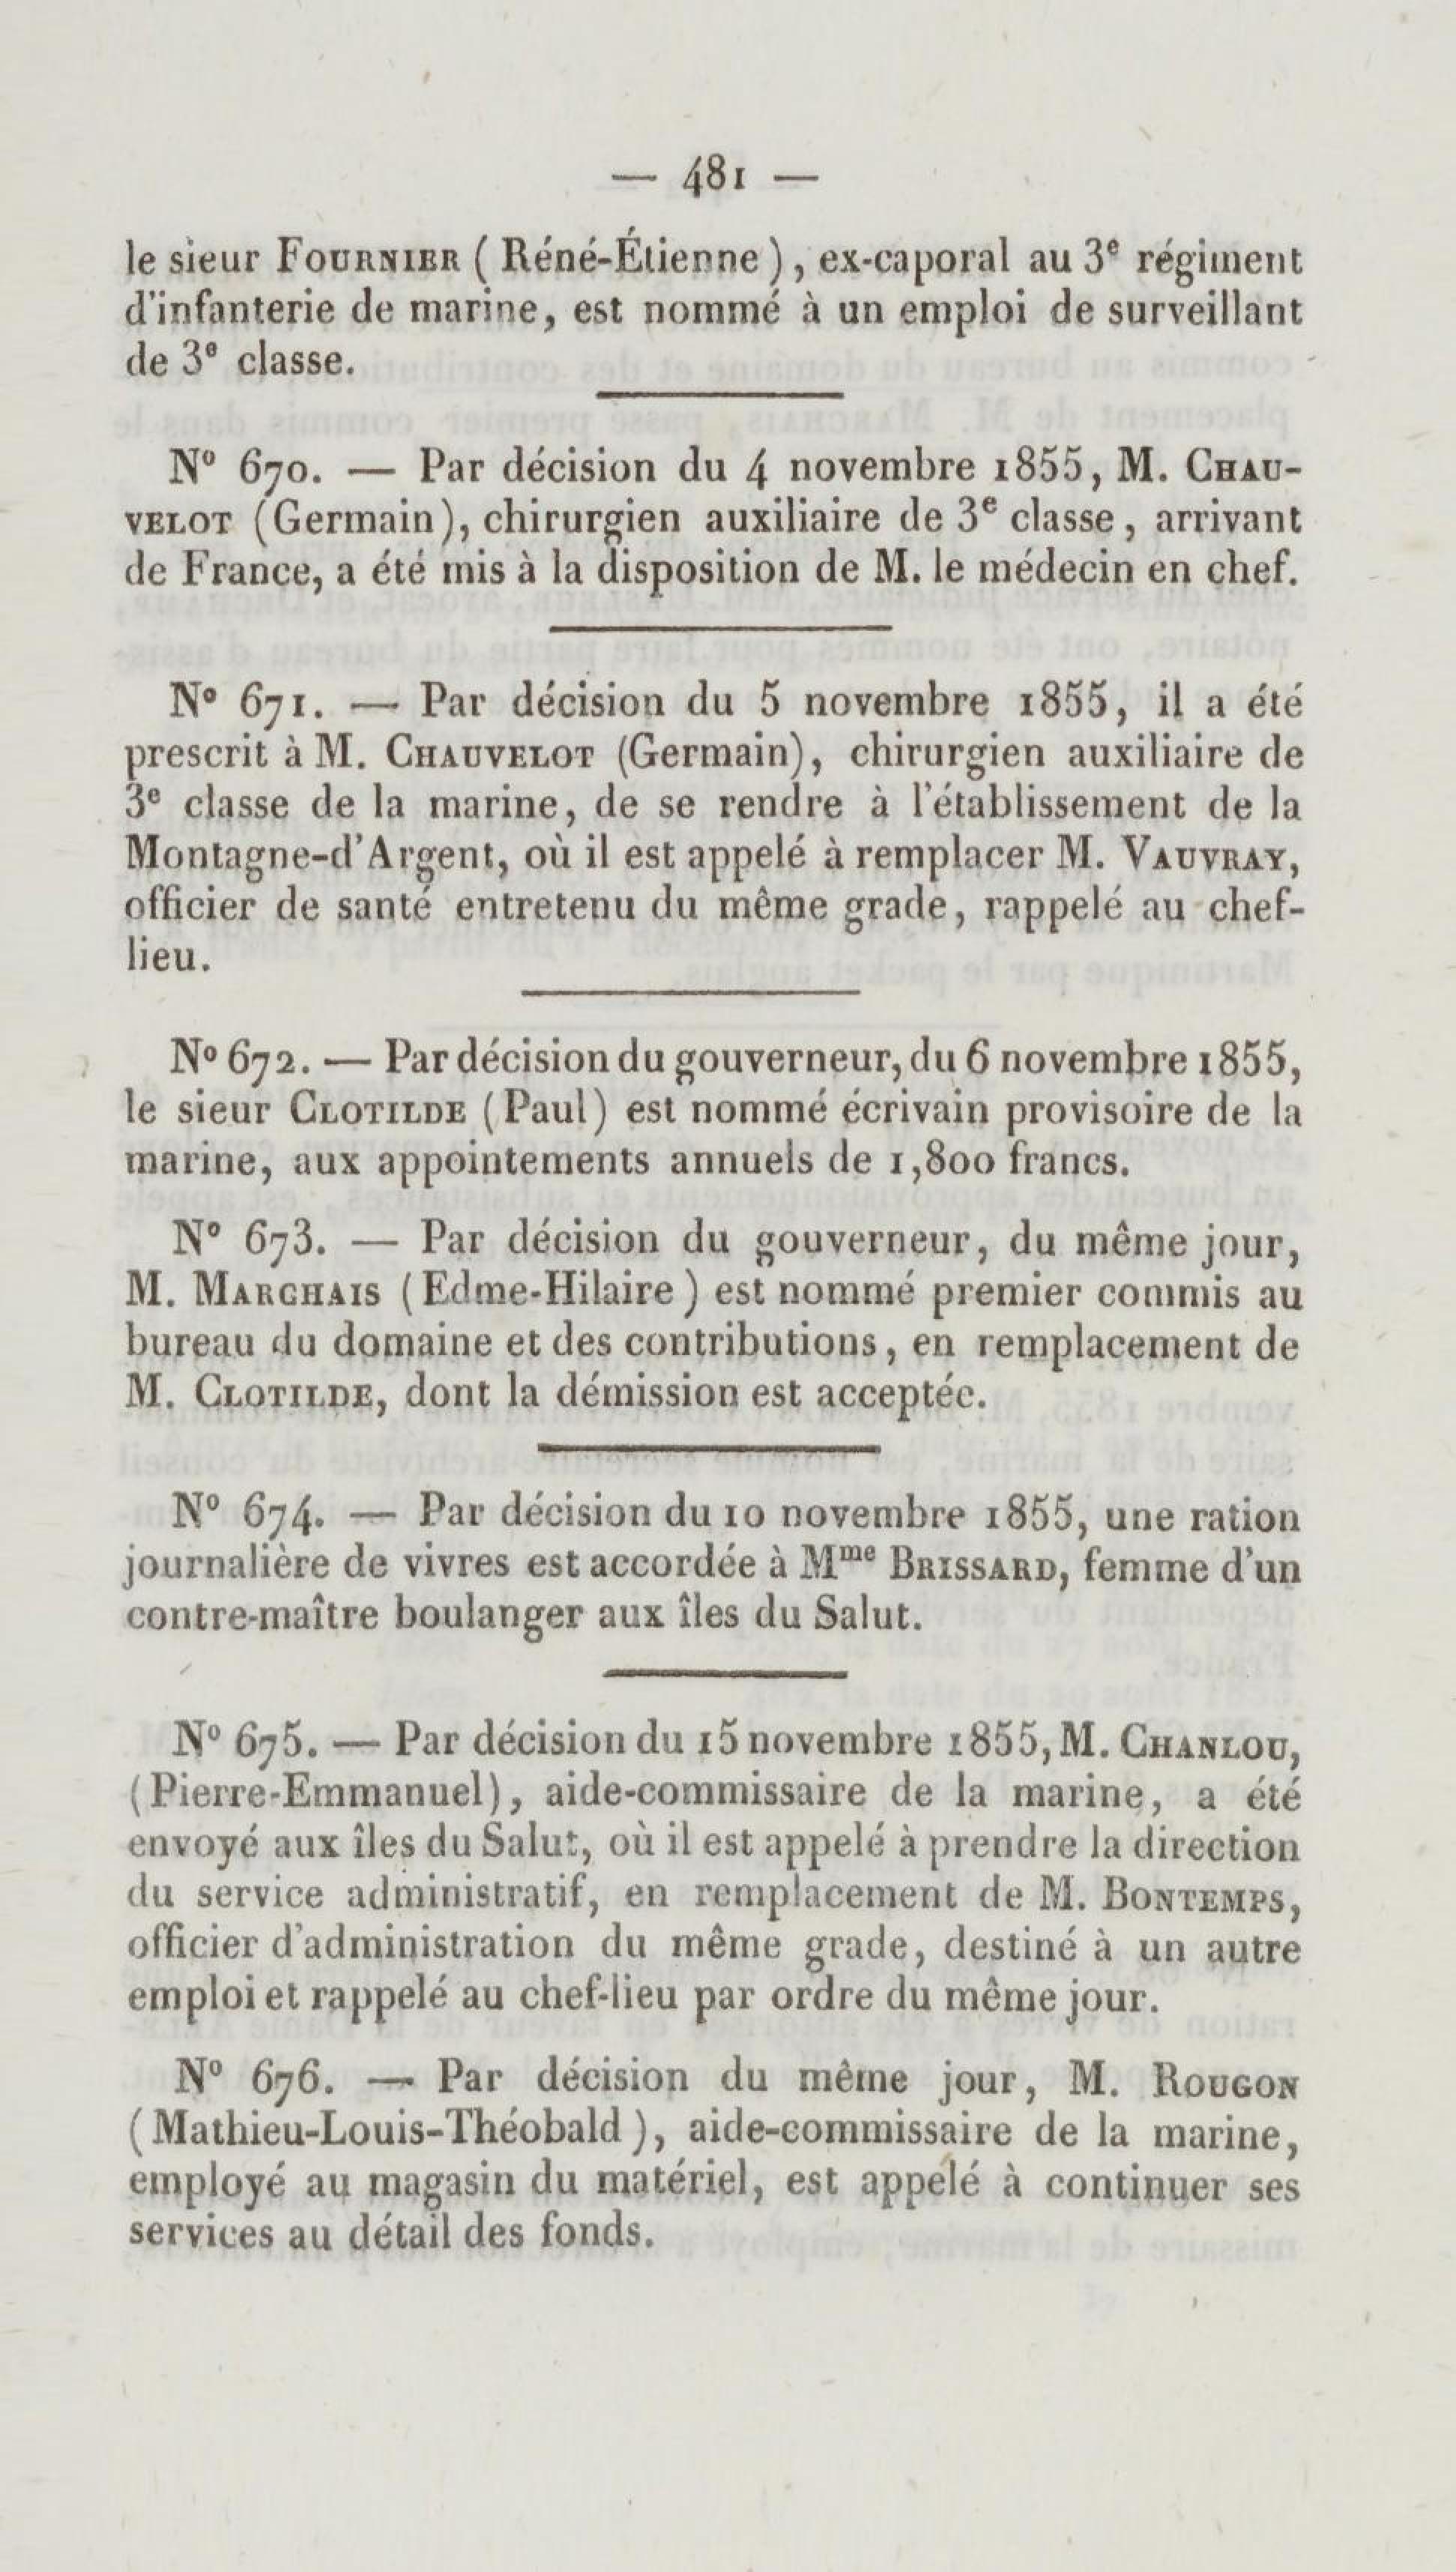 — 481 —
le sieur FOURNIER ( Réné-Étienne ), ex-caporal au 3e régiment
d'infanterie de marine, est nommé à un emploi de surveillant
de 3e classe.
No 670. — Par décision du 4 novembre 1855, M. CHAU-
VELOT (Germain), chirurgien auxiliaire de 3e classe, arrivant
de France, a été mis à la disposition de M. le médecin en chef.
No 671. — Par décision du 5 novembre 1855, il a été
prescrit à M. CHAUVELOT (Germain), chirurgien auxiliaire de
3e classe de la marine, de se rendre à l'établissement de la
Montagne-d'Argent, où il est appelé à remplacer M. VAUVRAY,
officier de santé entretenu du même grade, rappelé au chef-
lieu.
No 672. — Par décision du gouverneur, du 6 novembre 1855,
le sieur CLOTILDE (Paul) est nommé écrivain provisoire de la
marine, aux appointements annuels de 1,800 francs.
No 673. — Par décision du gouverneur, du même jour,
M. MARCHAIS (Edme-Hilaire) est nommé premier commis au
bureau du domaine et des contributions, en remplacement de
M. CLOTILDE, dont la démission est acceptée.
No 674. — Par décision du 10 novembre 1855, une ration
journalière de vivres est accordée à Mme BRISSARD, femme d'un
contre-maître boulanger aux îles du Salut.
No 675. — Par décision du 15 novembre 1855, M. CHANLOU,
(Pierre-Emmanuel), aide-commissaire de la marine, a été
envoyé aux îles du Salut, où il est appelé à prendre la direction
du service administratif, en remplacement de M. BONTEMPS,
officier d'administration du même grade, destiné à un autre
emploi et rappelé au chef-lieu par ordre du même jour.
No 676. — Par décision du même jour, M. ROUGON
(Mathieu-Louis-Théobald), aide-commissaire de la marine,
employé au magasin du matériel, est appelé à continuer ses
services au détail des fonds.